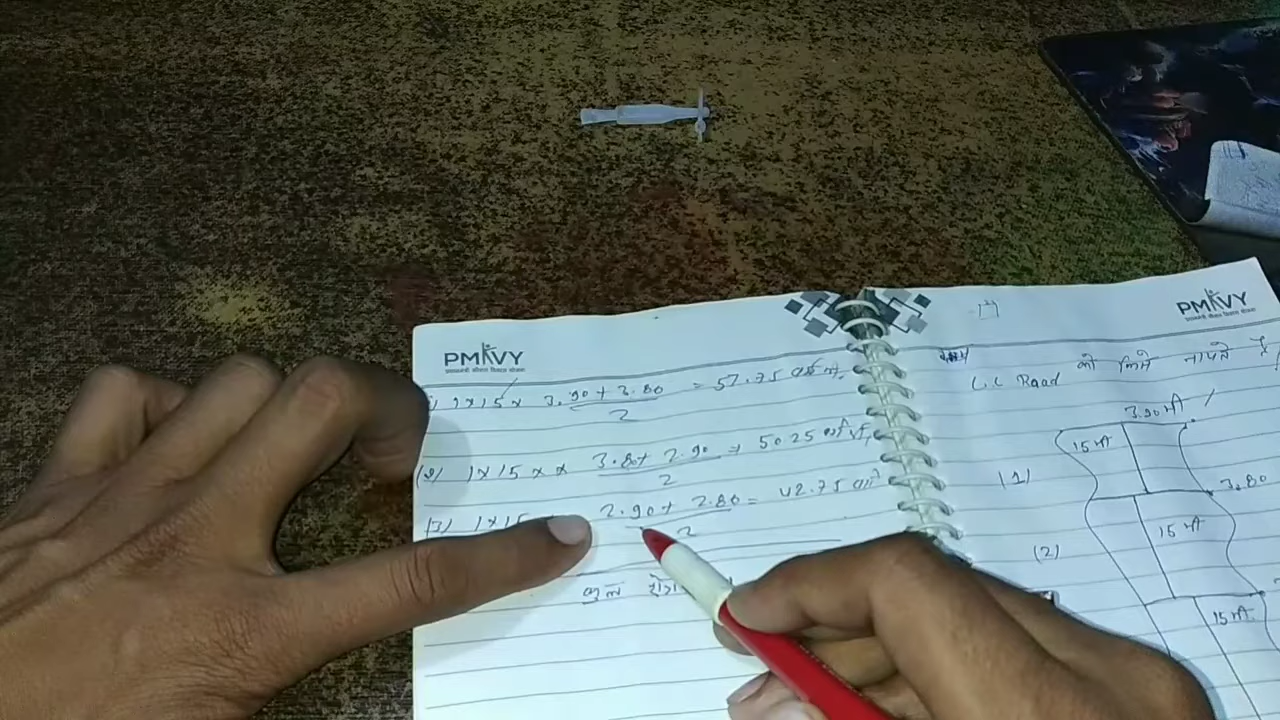 PMKVY
1) 1×15× 3.90+3.80 = 57.75 वर्ग मी.
2
(2) 1×15 × × 3.80+ 2.90 → 50.25 वर्ग मी.
2
(3) 1×15 2.90+ 2.80= 42.75 वर्ग मी
2
कुल
PMKVY
C.C Road को लिये नापते है
3.90 मी
15 मी
(1)
3.80
15 मी
(2)
15 मी.